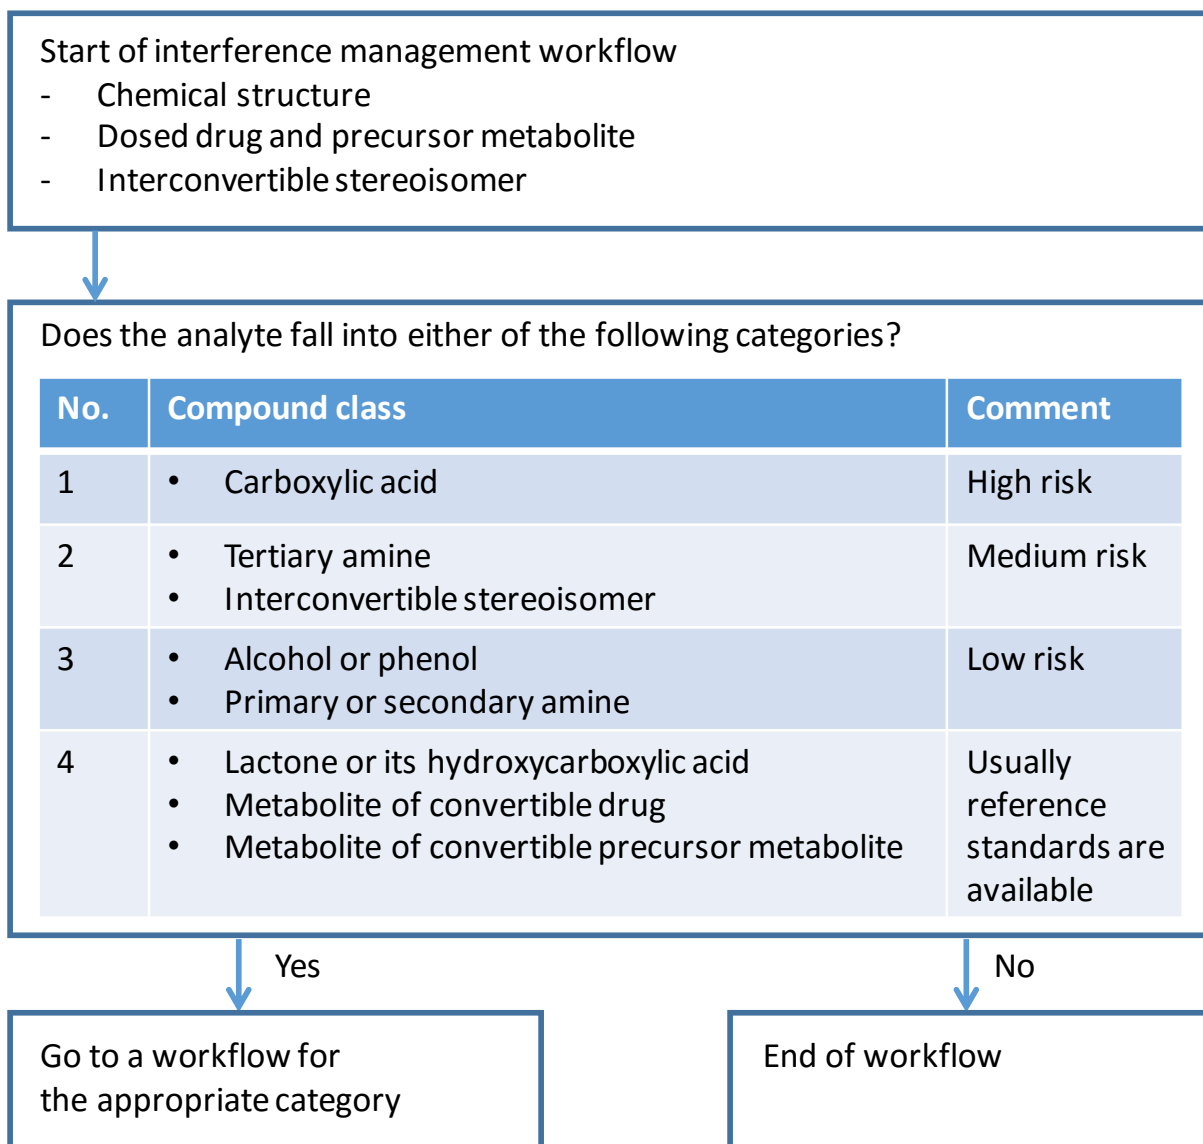 Start of interference management workflow
- Chemical structure
- Dosed drug and precursor metabolite
- Interconvertible stereoisomer
Does the analyte fall into either of the following categories?
No. Compound class Comment
1 • Carboxylic acid High risk
2 • Tertiary amine Medium risk
• Interconvertible stereoisomer
3 • Alcohol or phenol Low risk
• Primary or secondary amine
4 • Lactone or its hydroxycarboxylic acid Usually
• Metabolite of convertible drug reference
• Metabolite of convertible precursor metabolite standards are
available
Yes No
Go to a workflow for
the appropriate category
End of workflow